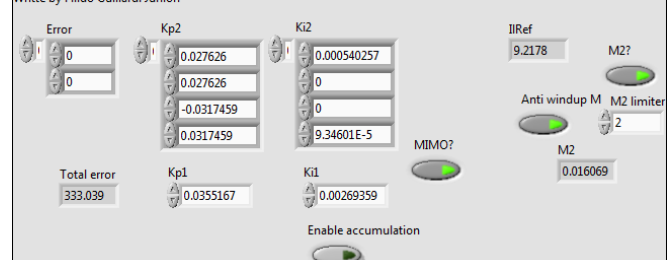 Error Kp2 Ki2 IIRef
0 0.027626 0.000540257 9.2178 M2?
0 0.027626 0
-0.0317459 0 Anti windup M M2 limiter
0.0317459 9.34601E-5 2
MIMO? M2
Total error Kp1 Ki1 0.016069
333.039 0.0355167 0.00269359
Enable accumulation